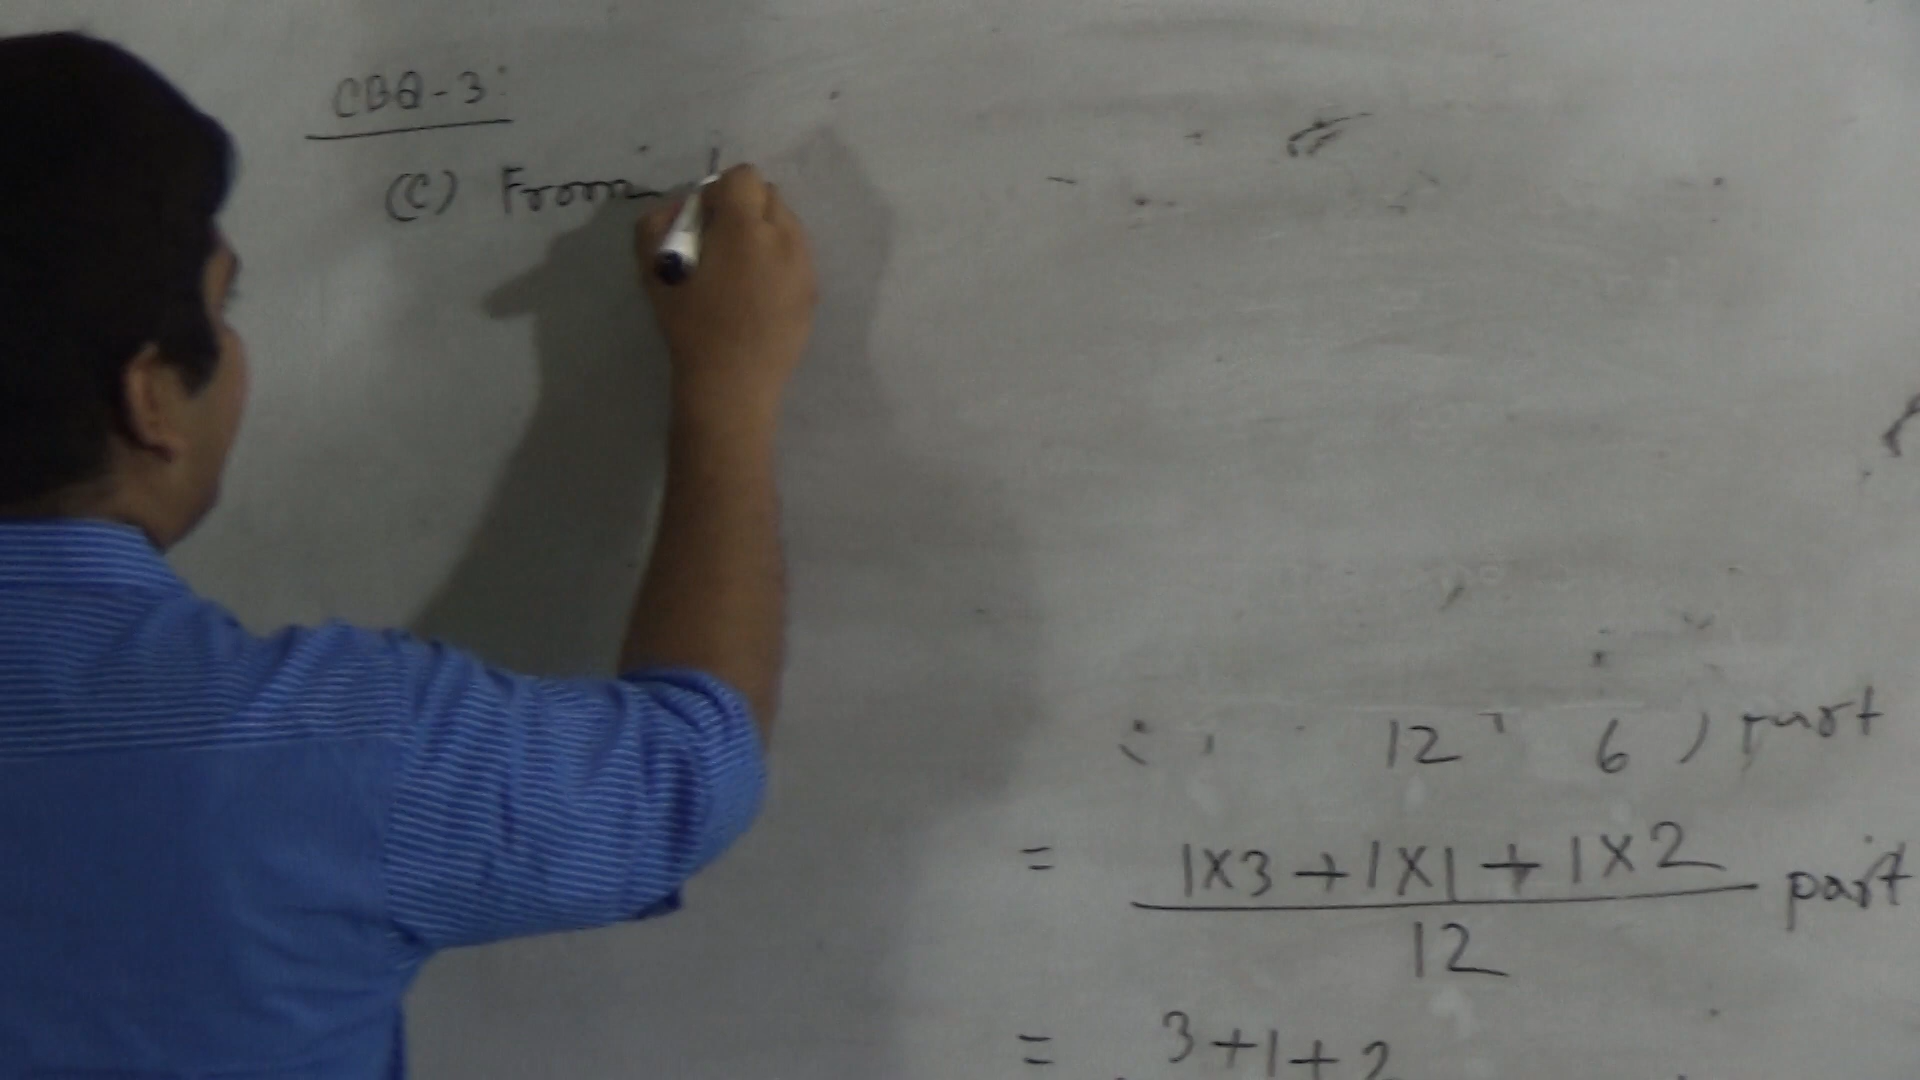 CBQ-3:
(C) From
12 6 ) part
= 1X3+1X1+1X2 part
12
= 3+1+2